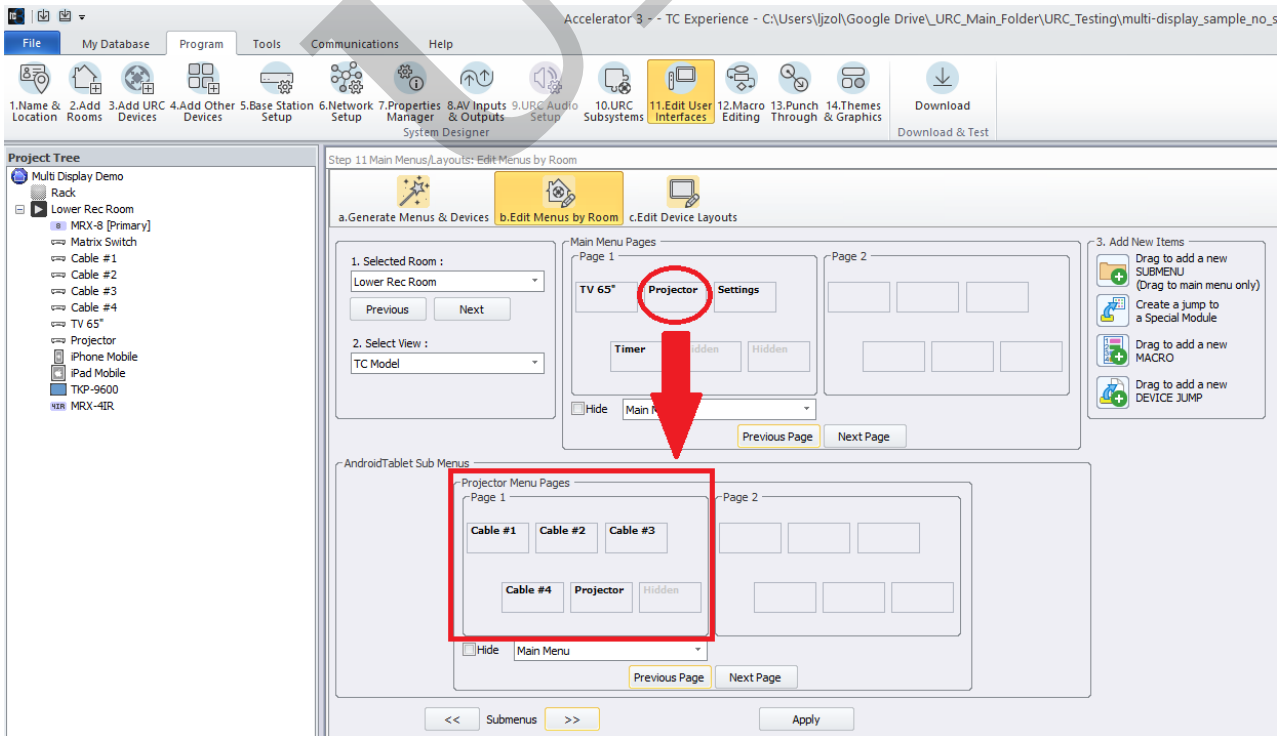 TC
Accelerator 3 - - TC Experience - C:\Users\ljzol\Google Drive\_URC_Main_Folder\URC_Testing\multi-display_sample_no_s
File My Database Program Tools Communications Help
1.Name & Location 2.Add Rooms 3.Add URC Devices 4.Add Other Devices 5.Base Station Setup 6.Network Setup 7.Properties Manager 8.AV Inputs & Outputs 9.URC Audio Setup 10.URC Subsystems 11.Edit User Interfaces 12.Macro Editing 13.Punch Through 14.Themes & Graphics Download
System Designer Download & Test
Project Tree
Multi Display Demo
Rack
Lower Rec Room
MRX-8 [Primary]
Matrix Switch
Cable #1
Cable #2
Cable #3
Cable #4
TV 65"
Projector
iPhone Mobile
iPad Mobile
TKP-9600
4IR MRX-4IR
Step 11 Main Menus/Layouts: Edit Menus by Room
a.Generate Menus & Devices b.Edit Menus by Room c.Edit Device Layouts
1. Selected Room :
Lower Rec Room
Previous Next
2. Select View :
TC Model
Main Menu Pages
Page 1 Page 2
TV 65" Projector Settings
Timer Hidden
Hide Main
Previous Page Next Page
3. Add New Items
Drag to add a new
SUBMENU
(Drag to main menu only)
Create a jump to
a Special Module
Drag to add a new
MACRO
Drag to add a new
DEVICE JUMP
AndroidTablet Sub Menus
Projector Menu Pages
Page 1 Page 2
Cable #1 Cable #2 Cable #3
Cable #4 Projector Hidden
Hide Main Menu
Previous Page Next Page
<< Submenus >> Apply